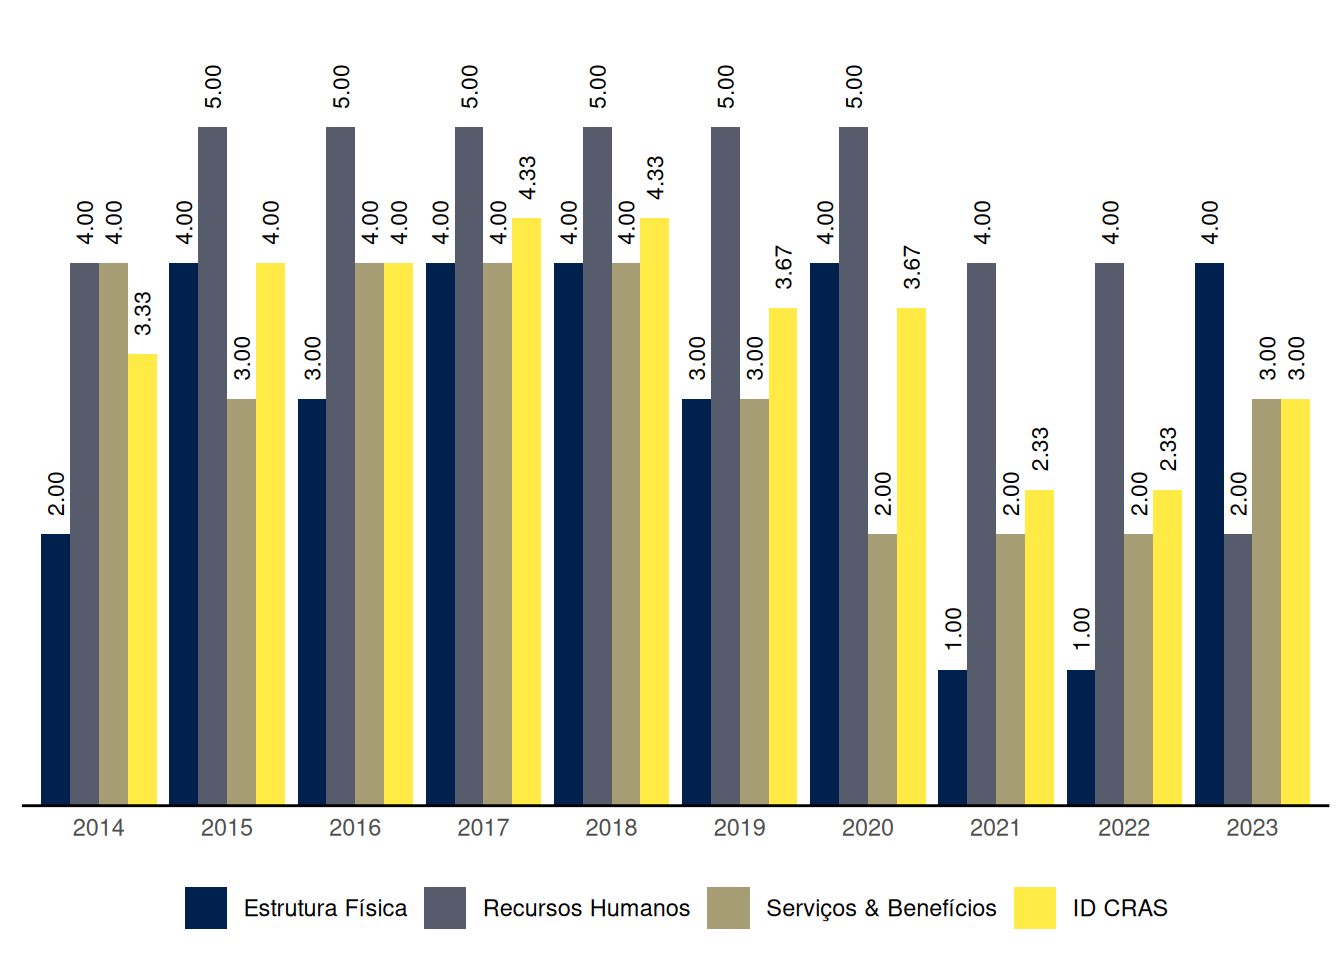 5.00 5.00 5.00 5.00 5.00 5.00
4.33 4.33
4.00 4.00 4.00 4.00 4.00 4.00 4.00 4.00 4.00 4.00 4.00 4.00 4.00 4.00
3.67 3.67
3.33
3.00 3.00 3.00 3.00 3.00 3.00
2.33 2.33
2.00 2.00 2.00 2.00 2.00
1.00 1.00
2014 2015 2016 2017 2018 2019 2020 2021 2022 2023
Estrutura Física Recursos Humanos Serviços & Benefícios ID CRAS